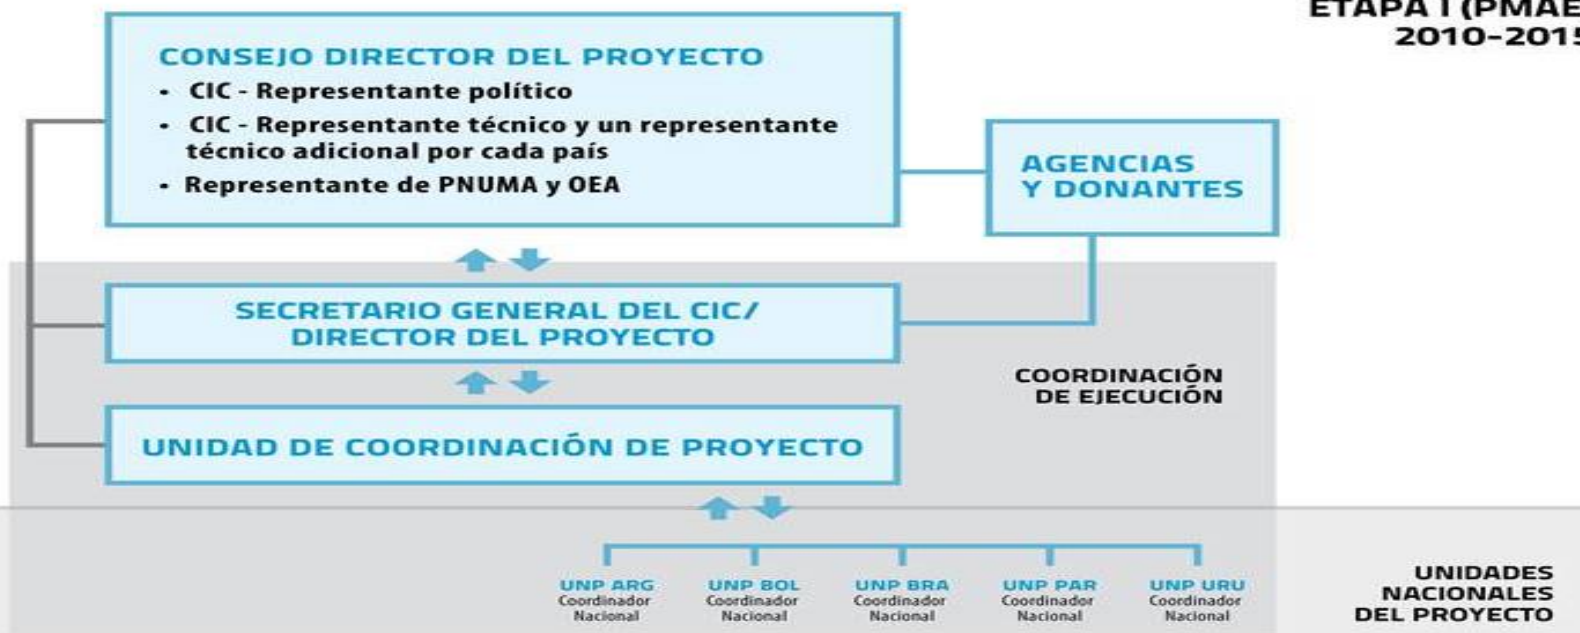 ETAPA I (PMAE
2010-2015
CONSEJO DIRECTOR DEL PROYECTO
• CIC - Representante político
• CIC - Representante técnico y un representante
técnico adicional por cada país
• Representante de PNUMA y OEA
AGENCIAS
Y DONANTES
SECRETARIO GENERAL DEL CIC/
DIRECTOR DEL PROYECTO
COORDINACIÓN
DE EJECUCIÓN
UNIDAD DE COORDINACIÓN DE PROYECTO
UNP ARG
Coordinador
Nacional
UNP BOL
Coordinador
Nacional
UNP BRA
Coordinador
Nacional
UNP PAR
Coordinador
Nacional
UNP URU
Coordinador
Nacional
UNIDADES
NACIONALES
DEL PROYECTO